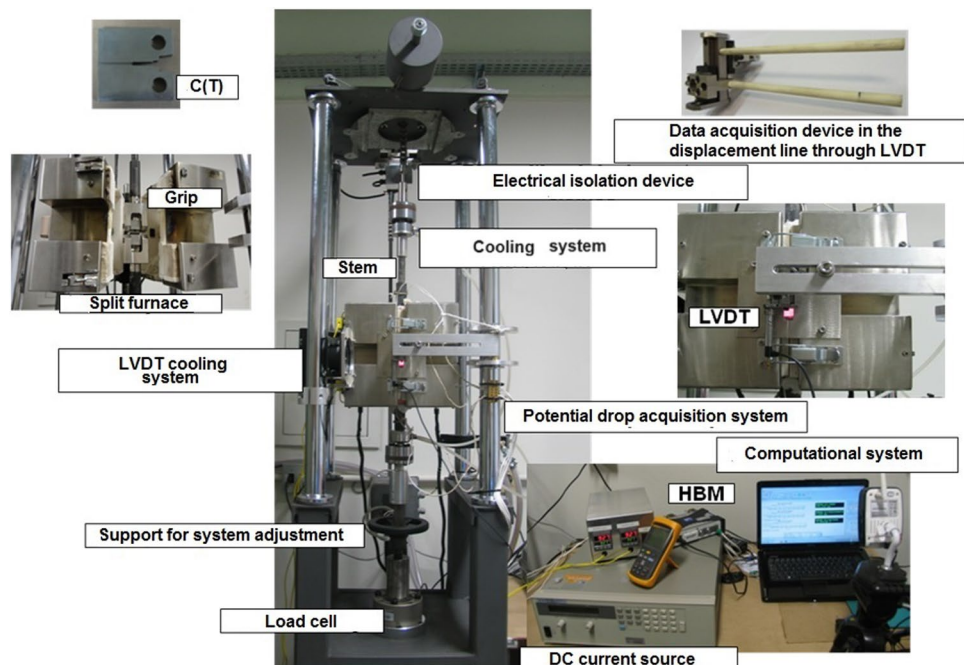 C(T)
Data acquisition device in the
displacement line through LVDT
Electrical isolation device
Grip
Cooling system
Stem
Split furnace
LVDT
LVDT cooling
system
Potential drop acquisition system
Computational system
HBM
Support for system adjustment
Load cell
DC current source